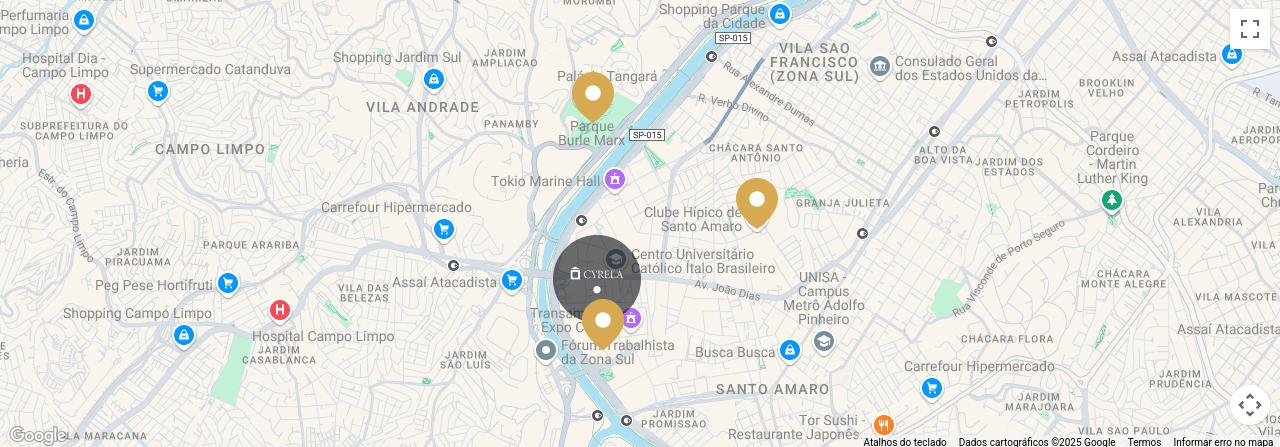 Perfumaria
Campo Limpo
MORUMBI
Shopping Parque
da Cidade
SP-015
Hospital Dia -
Campo Limpo
Shopping Jardim Sul
JARDIM
AMPLIACAO
VILA SAO
FRANCISCO
(ZONA SUL)
Consulado Geral
dos Estados Unidos da...
Assaí Atacadista
Supermercado Catanduva
Palácio Tangará
Rua Alexandre Dumas
R. Verbo Divino
JARDIM
PETROPOLIS
BROOKLIN
VELHO
VILA ANDRADE
PANAMBY
Parque
Burle Marx
SP-015
SUBPREFEITURA DO
CAMPO LIMPO
CAMPO LIMPO
CHÁCARA SANTO
ANTÔNIO
ALTO DA
BOA VISTA
JARDIM DOS
ESTADOS
Parque
Cordeiro
- Martin
Luther King
JARDIM
AEROPOR
Estr. do Campo Limpo
Tokio Marine Hall
Carrefour Hipermercado
Clube Hípico de
Santo Amaro
GRANJA JULIETA
VILA
ALEXANDRIA
JARDIM
PIRACUAMA
PARQUE ARARIBA
Centro Universitário
Católico Ítalo Brasileiro
CYRELA
Rua Visconde de Porto Seguro
Peg Pese Hortifruti
VILA DAS
BELEZAS
Assaí Atacadista
Av. João Dias
UNISA -
Campus
Metrô Adolfo
Pinheiro
CHÁCARA
MONTE ALEGRE
VILA MASCOTE
Shopping Campo Limpo
Hospital Campo Limpo
Fórum Trabalhista
da Zona Sul
Busca Busca
CHÁCARA FLORA
Assaí Atacadista
JARDIM
CASABLANCA
JARDIM
SÃO LUÍS
SANTO AMARO
Carrefour Hipermercado
JARDIM
PRUDÊNCIA
JARDIM
MARAJOARA
JARDIM
PROMISSÃO
Tor Sushi -
Restaurante Japonês
VILA SAO PAULO
Google
Atalhos do teclado
Dados cartográficos ©2025 Google
Termos
Informar erro no mapa